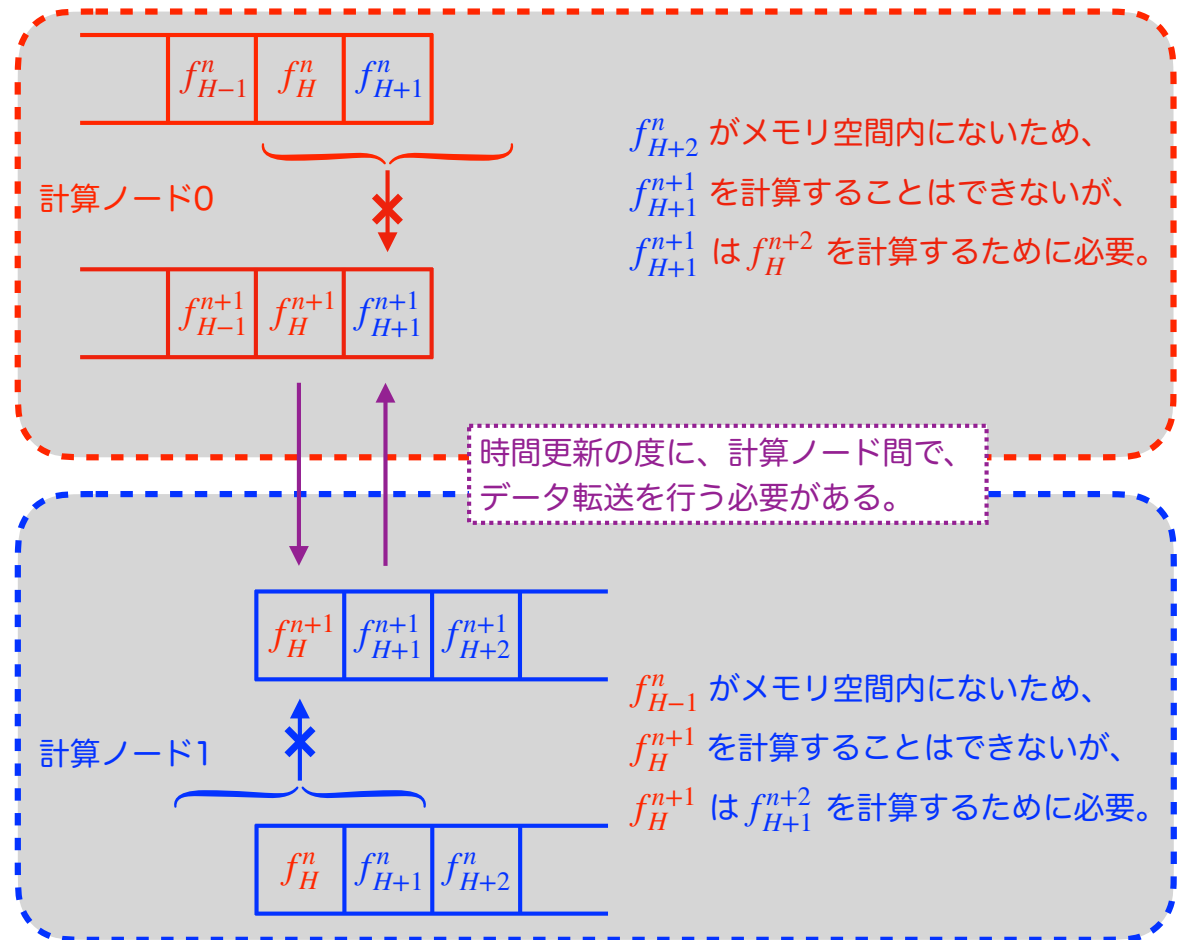 f^n_{H-1} f^n_H f^n_{H+1}
f^n_{H+2} がメモリ空間内にないため、
計算ノード0
f^{n+1}_{H+1} を計算することはできないが、
f^{n+1}_{H+1} は f^{n+2}_H を計算するために必要。
f^{n+1}_{H-1} f^{n+1}_H f^{n+1}_{H+1}
時間更新の度に、計算ノード間で、
データ転送を行う必要がある。
f^{n+1}_H f^{n+1}_{H+1} f^{n+1}_{H+2}
f^n_{H-1} がメモリ空間内にないため、
計算ノード1
f^{n+1}_H を計算することはできないが、
f^{n+1}_H は f^{n+2}_{H+1} を計算するために必要。
f^n_H f^n_{H+1} f^n_{H+2}